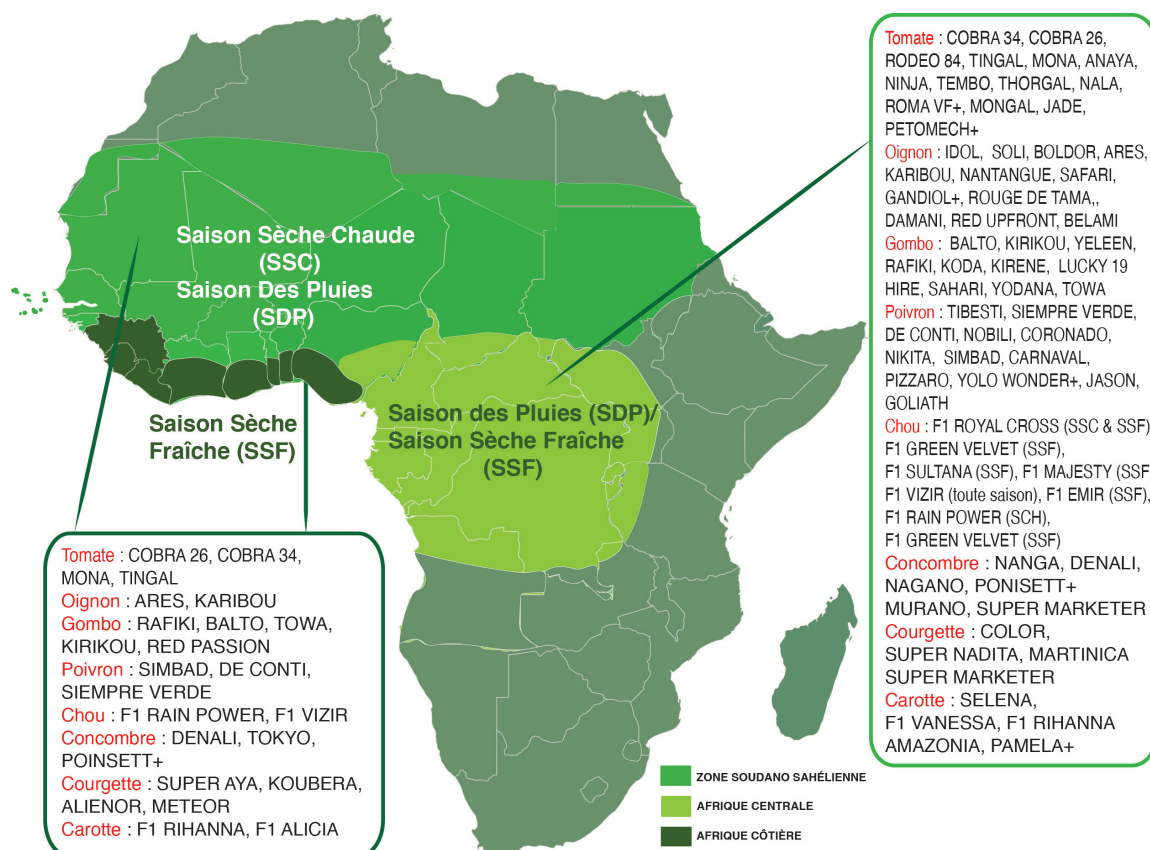 Saison Sèche Chaude
(SSC)
Saison Des Pluies
(SDP)
Saison Sèche
Fraîche (SSF)
Saison des Pluies (SDP)/
Saison Sèche Fraîche
(SSF)
Tomate : COBRA 26, COBRA 34,
MONA, TINGAL
Oignon : ARES, KARIBOU
Gombo : RAFIKI, BALTO, TOWA,
KIRIKOU, RED PASSION
Poivron : SIMBAD, DE CONTI,
SIEMPRE VERDE
Chou : F1 RAIN POWER, F1 VIZIR
Concombre : DENALI, TOKYO,
POINSETT+
Courgette : SUPER AYA, KOUBERA,
ALIENOR, METEOR
Carotte : F1 RIHANNA, F1 ALICIA
Tomate : COBRA 34, COBRA 26,
RODEO 84, TINGAL, MONA, ANAYA,
NINJA, TEMBO, THORGAL, NALA,
ROMA VF+, MONGAL, JADE,
PETOMECH+
Oignon : IDOL, SOLI, BOLDOR, ARES,
KARIBOU, NANTANGUE, SAFARI,
GANDIOL+, ROUGE DE TAMA,,
DAMANI, RED UPFRONT, BELAMI
Gombo : BALTO, KIRIKOU, YELEEN,
RAFIKI, KODA, KIRENE, LUCKY 19
HIRE, SAHARI, YODANA, TOWA
Poivron : TIBESTI, SIEMPRE VERDE,
DE CONTI, NOBILI, CORONADO,
NIKITA, SIMBAD, CARNAVAL,
PIZZARO, YOLO WONDER+, JASON,
GOLIATH
Chou : F1 ROYAL CROSS (SSC & SSF)
F1 GREEN VELVET (SSF),
F1 SULTANA (SSF), F1 MAJESTY (SSF
F1 VIZIR (toute saison), F1 EMIR (SSF),
F1 RAIN POWER (SCH),
F1 GREEN VELVET (SSF)
Concombre : NANGA, DENALI,
NAGANO, PONISETT+
MURANO, SUPER MARKETER
Courgette : COLOR,
SUPER NADITA, MARTINICA
SUPER MARKETER
Carotte : SELENA,
F1 VANESSA, F1 RIHANNA
AMAZONIA, PAMELA+
ZONE SOUDANO SAHÉLIENNE
AFRIQUE CENTRALE
AFRIQUE CÔTIÈRE